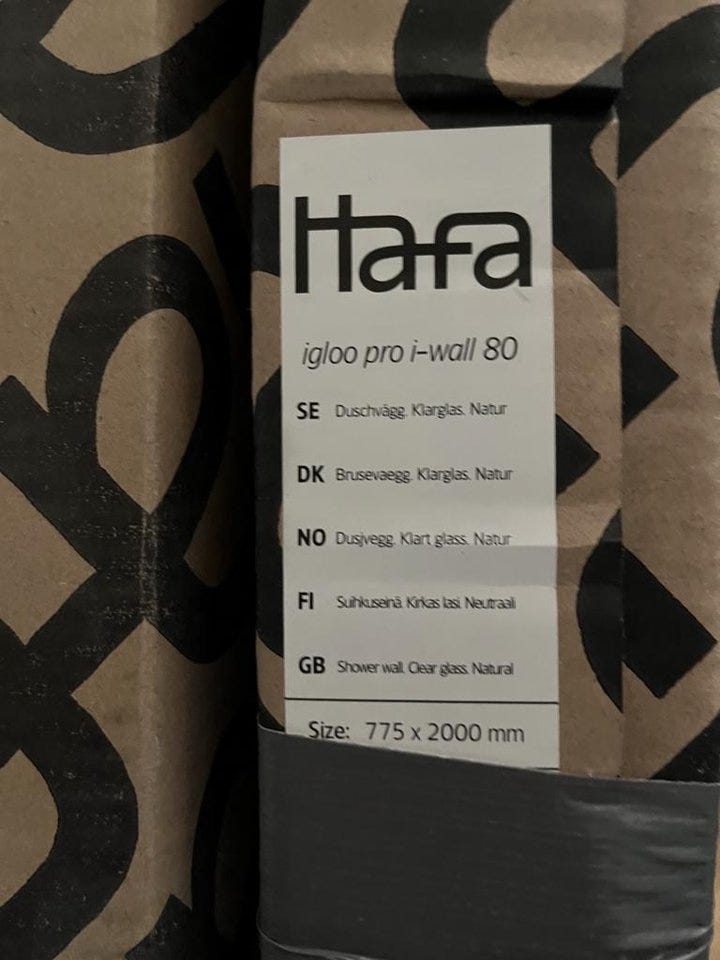 Hafa
igloo pro i-wall 80
SE Duschvägg. Klarglas. Natur
DK Brusevaegg. Klarglas. Natur
NO Dusjvegg. Klart glass. Natur
FI Suihkuseinä. Kirkas lasi. Neutraali
GB Shower wall. Clear glass. Natural
Size: 775 x 2000 mm